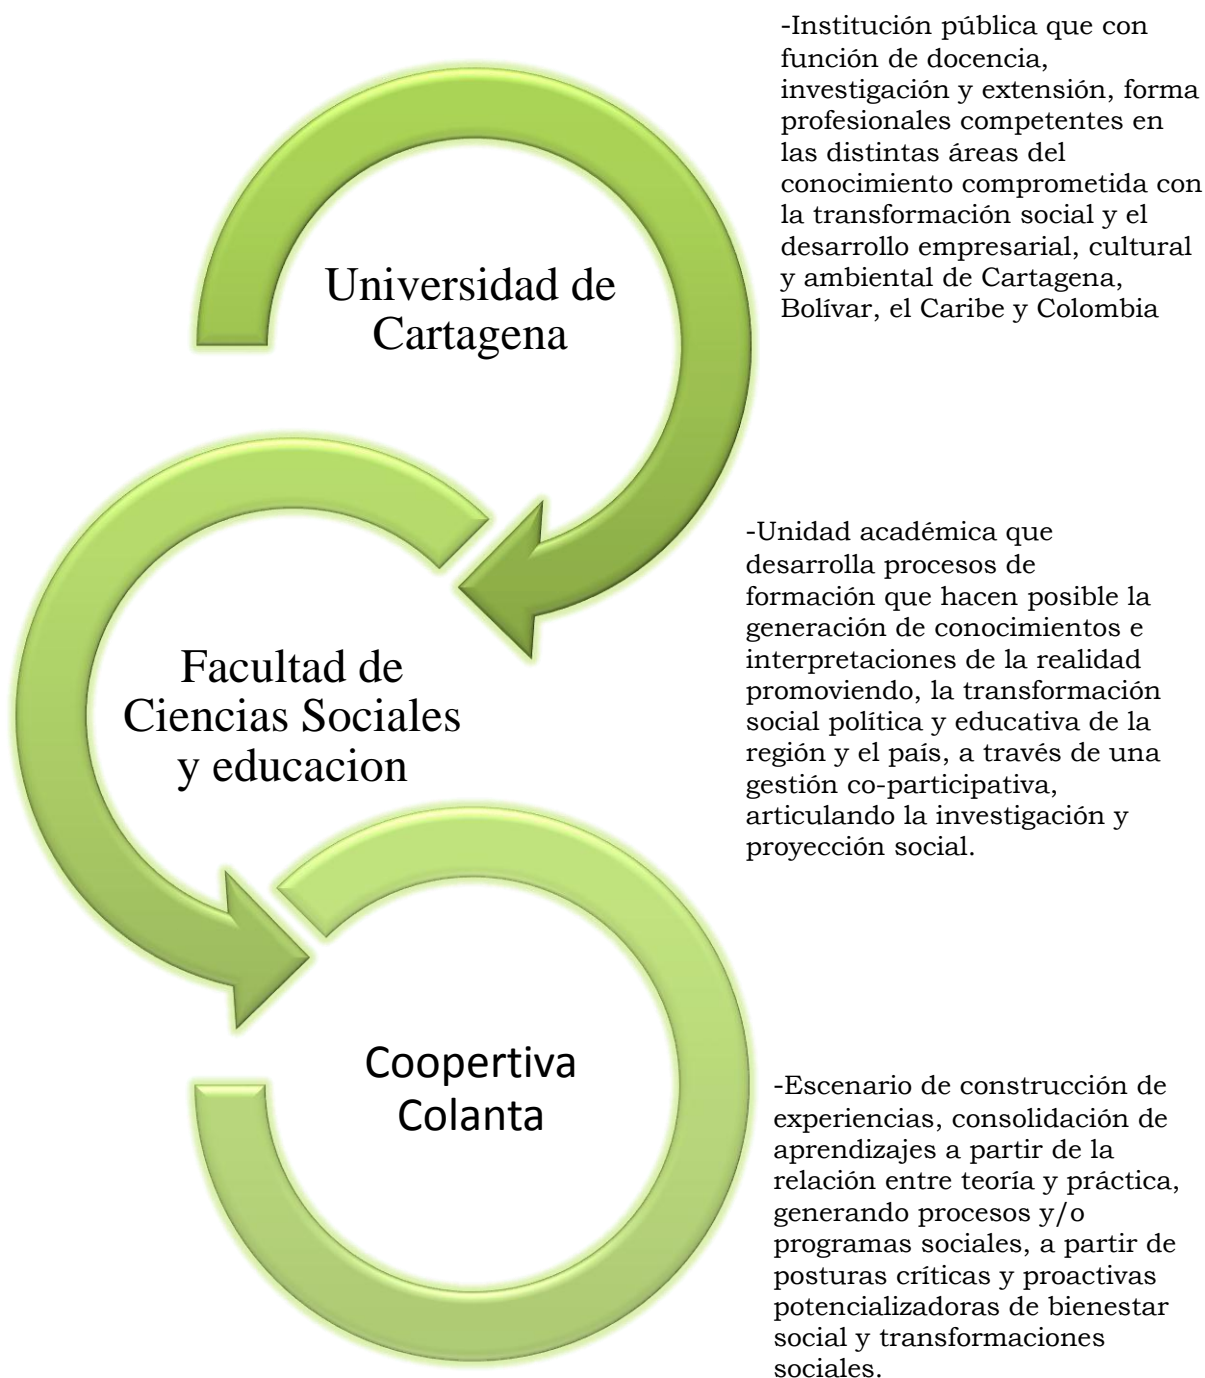 -Institución pública que con
función de docencia,
investigación y extensión, forma
profesionales competentes en
las distintas áreas del
conocimiento comprometida con
la transformación social y el
desarrollo empresarial, cultural
y ambiental de Cartagena,
Bolívar, el Caribe y Colombia
Universidad de
Cartagena
-Unidad académica que
desarrolla procesos de
formación que hacen posible la
generación de conocimientos e
interpretaciones de la realidad
promoviendo, la transformación
social política y educativa de la
región y el país, a través de una
gestión co-participativa,
articulando la investigación y
proyección social.
Facultad de
Ciencias Sociales
y educacion
Coopertiva
Colanta
-Escenario de construcción de
experiencias, consolidación de
aprendizajes a partir de la
relación entre teoría y práctica,
generando procesos y/o
programas sociales, a partir de
posturas críticas y proactivas
potencializadoras de bienestar
social y transformaciones
sociales.